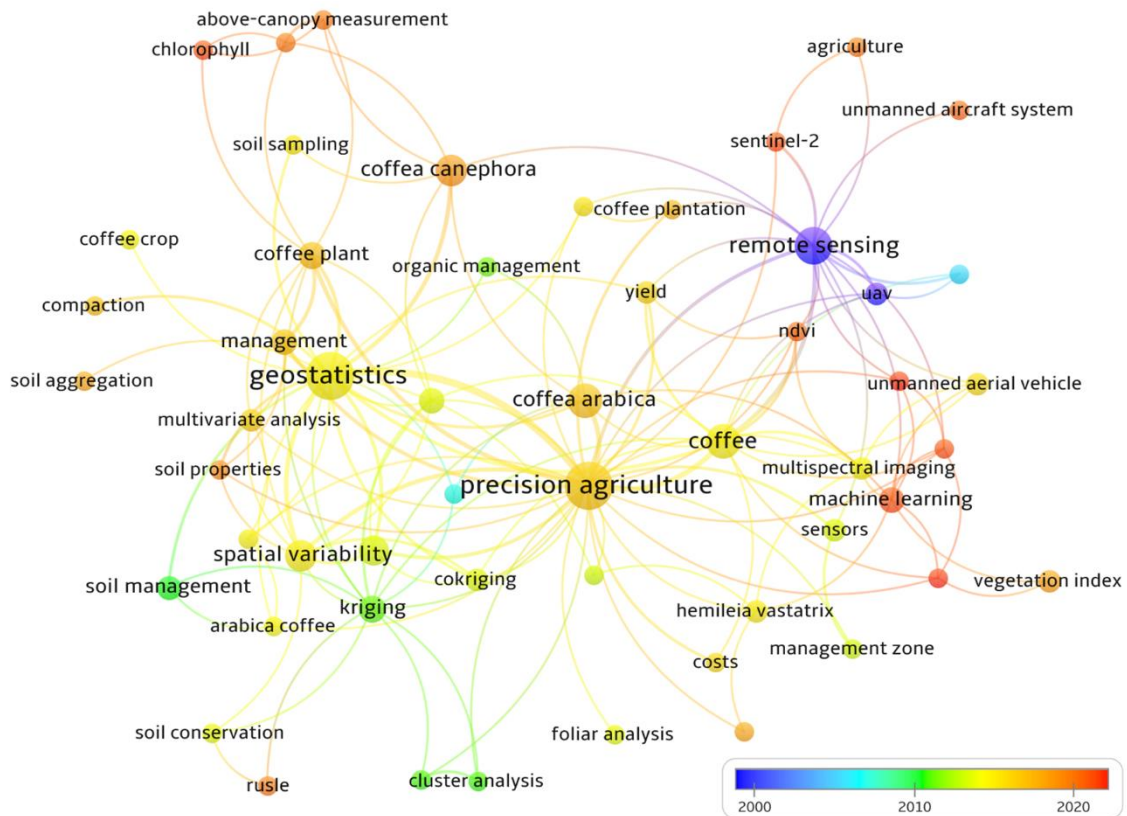 above-canopy measurement
chlorophyll
agriculture
unmanned aircraft system
soil sampling
sentinel-2
coffea canephora
coffee plantation
coffee crop
coffee plant
remote sensing
organic management
compaction
yield
uav
management
ndvi
geostatistics
soil aggregation
unmanned aerial vehicle
coffea arabica
multivariate analysis
coffee
soil properties
multispectral imaging
precision agriculture
machine learning
sensors
spatial variability
soil management
cokriging
vegetation index
kriging
hemileia vastatrix
arabica coffee
management zone
costs
soil conservation
foliar analysis
rusle
cluster analysis
2000 2010 2020